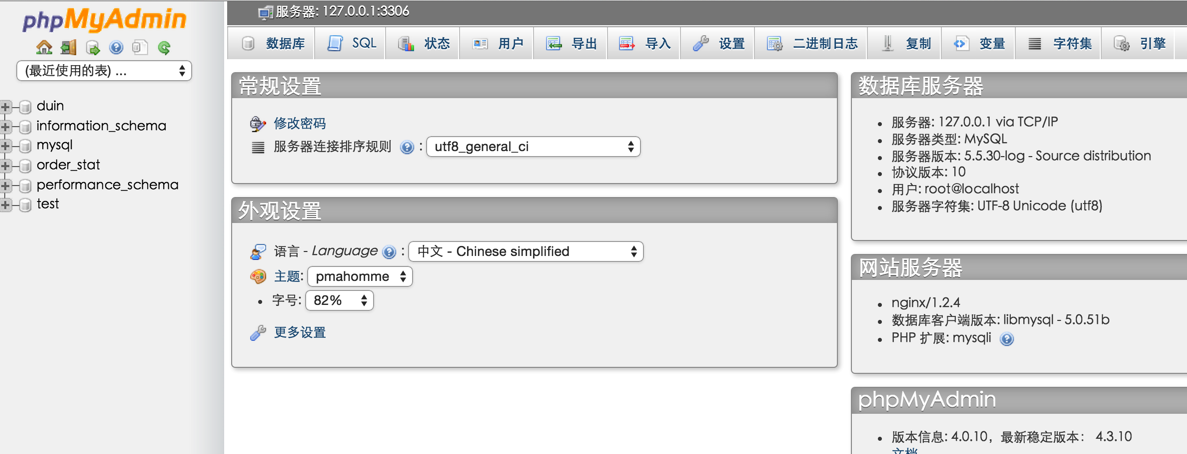 phpMyAdmin
(最近使用的表) ...
duin
information_schema
mysql
order_stat
performance_schema
test
服务器: 127.0.0.1:3306
数据库 SQL 状态 用户 导出 导入 设置 二进制日志 复制 变量 字符集 引擎
常规设置
修改密码
服务器连接排序规则 : utf8_general_ci
外观设置
语言 - Language : 中文 - Chinese simplified
主题: pmahomme
• 字号: 82%
更多设置
数据库服务器
• 服务器: 127.0.0.1 via TCP/IP
• 服务器类型: MySQL
• 服务器版本: 5.5.30-log - Source distribution
• 协议版本: 10
• 用户: root@localhost
• 服务器字符集: UTF-8 Unicode (utf8)
网站服务器
• nginx/1.2.4
• 数据库客户端版本: libmysql - 5.0.51b
• PHP 扩展: mysqli
phpMyAdmin
• 版本信息: 4.0.10，最新稳定版本： 4.3.10
文档